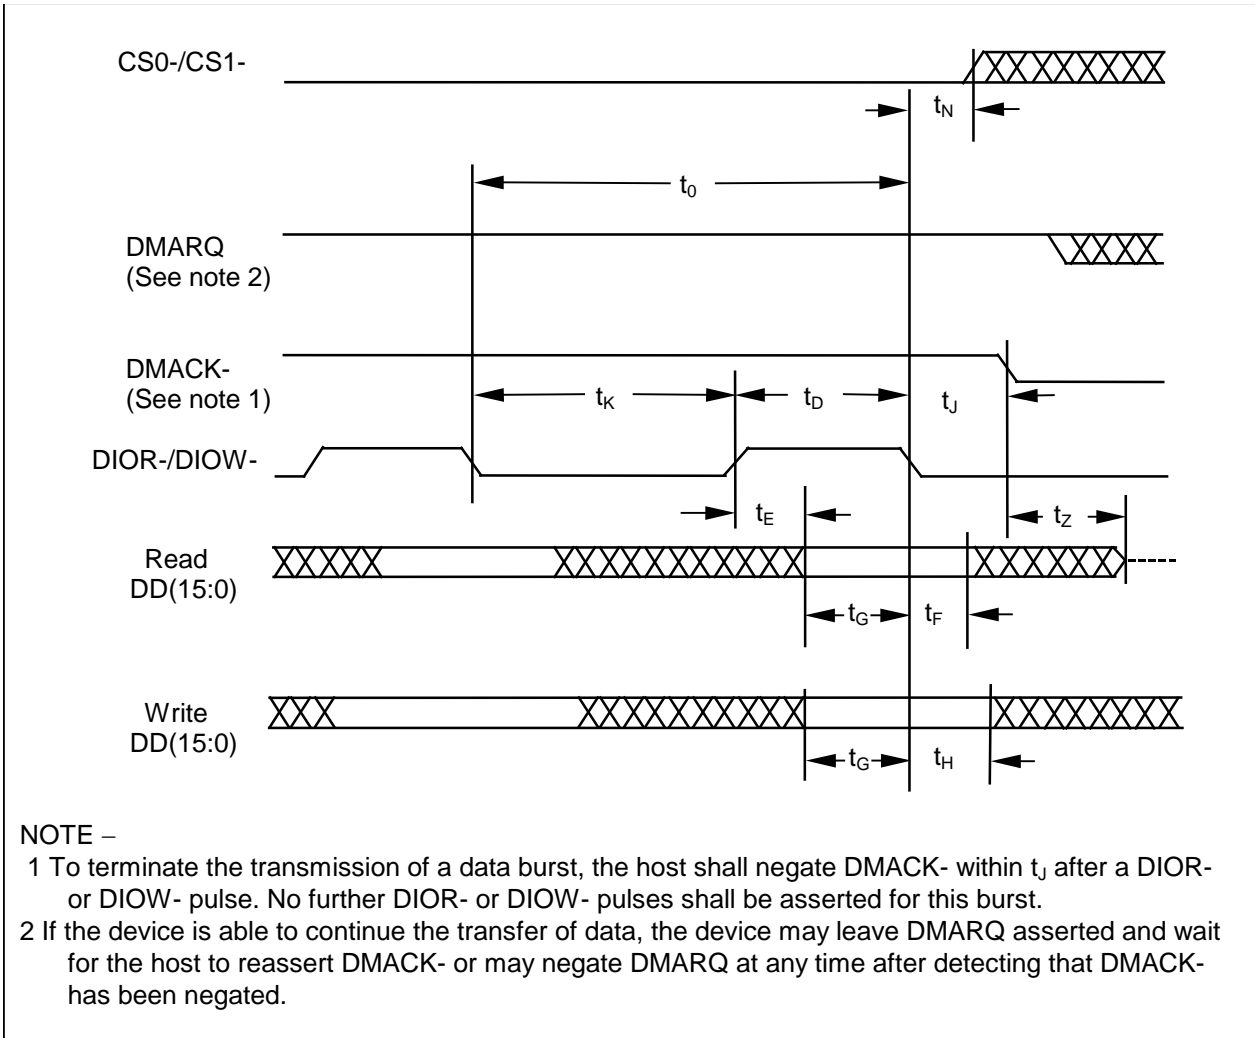 CS0-/CS1-
tN
t0
DMARQ
(See note 2)
DMACK-
(See note 1)
tK
tD
tJ
DIOR-/DIOW-
tE
tZ
Read
DD(15:0)
tG
tF
Write
DD(15:0)
tG
tH
NOTE –
1 To terminate the transmission of a data burst, the host shall negate DMACK- within tJ after a DIOR-
or DIOW- pulse. No further DIOR- or DIOW- pulses shall be asserted for this burst.
2 If the device is able to continue the transfer of data, the device may leave DMARQ asserted and wait
for the host to reassert DMACK- or may negate DMARQ at any time after detecting that DMACK-
has been negated.